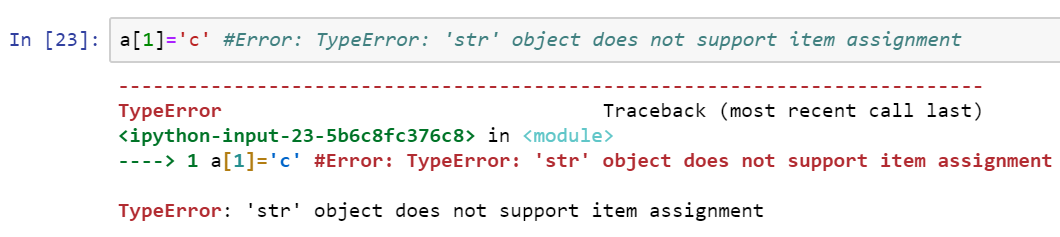 In [23]: a[1]='c' #Error: TypeError: 'str' object does not support item assignment
---------------------------------------------------------------------------
TypeError                                 Traceback (most recent call last)
<ipython-input-23-5b6c8fc376c8> in <module>
----> 1 a[1]='c' #Error: TypeError: 'str' object does not support item assignment
TypeError: 'str' object does not support item assignment